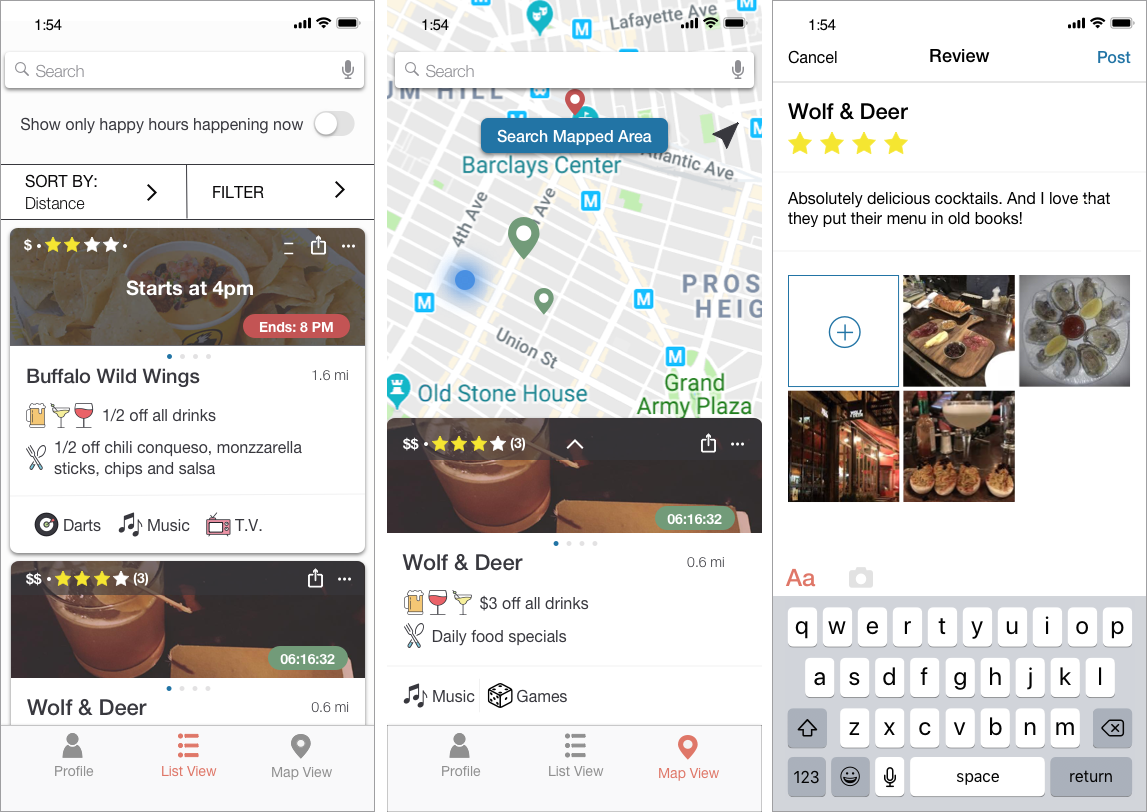 1:54
Search
Show only happy hours happening now
SORT BY:
Distance
FILTER
$ •
Starts at 4pm
Ends: 8 PM
Buffalo Wild Wings
1.6 mi
1/2 off all drinks
1/2 off chili conqueso, monzzarella
sticks, chips and salsa
Darts
Music
T.V.
$$ • (3)
06:16:32
Wolf & Deer
0.6 mi
Profile
List View
Map View
1:54
Lafayette Ave
M
Search
UM HILL
M
Search Mapped Area
M
Atlantic Ave
Barclays Center
4th Ave
Ave
M
M
M
PROS
HEIG
Union St
M
Old Stone House
Grand
Army Plaza
$$ • (3)
06:16:32
Wolf & Deer
0.6 mi
$3 off all drinks
Daily food specials
Music
Games
Profile
List View
Map View
1:54
Cancel
Review
Post
Wolf & Deer
Absolutely delicious cocktails. And I love that
they put their menu in old books!
Aa
q w e r t y u i o p
a s d f g h j k l
z x c v b n m
123
space
return